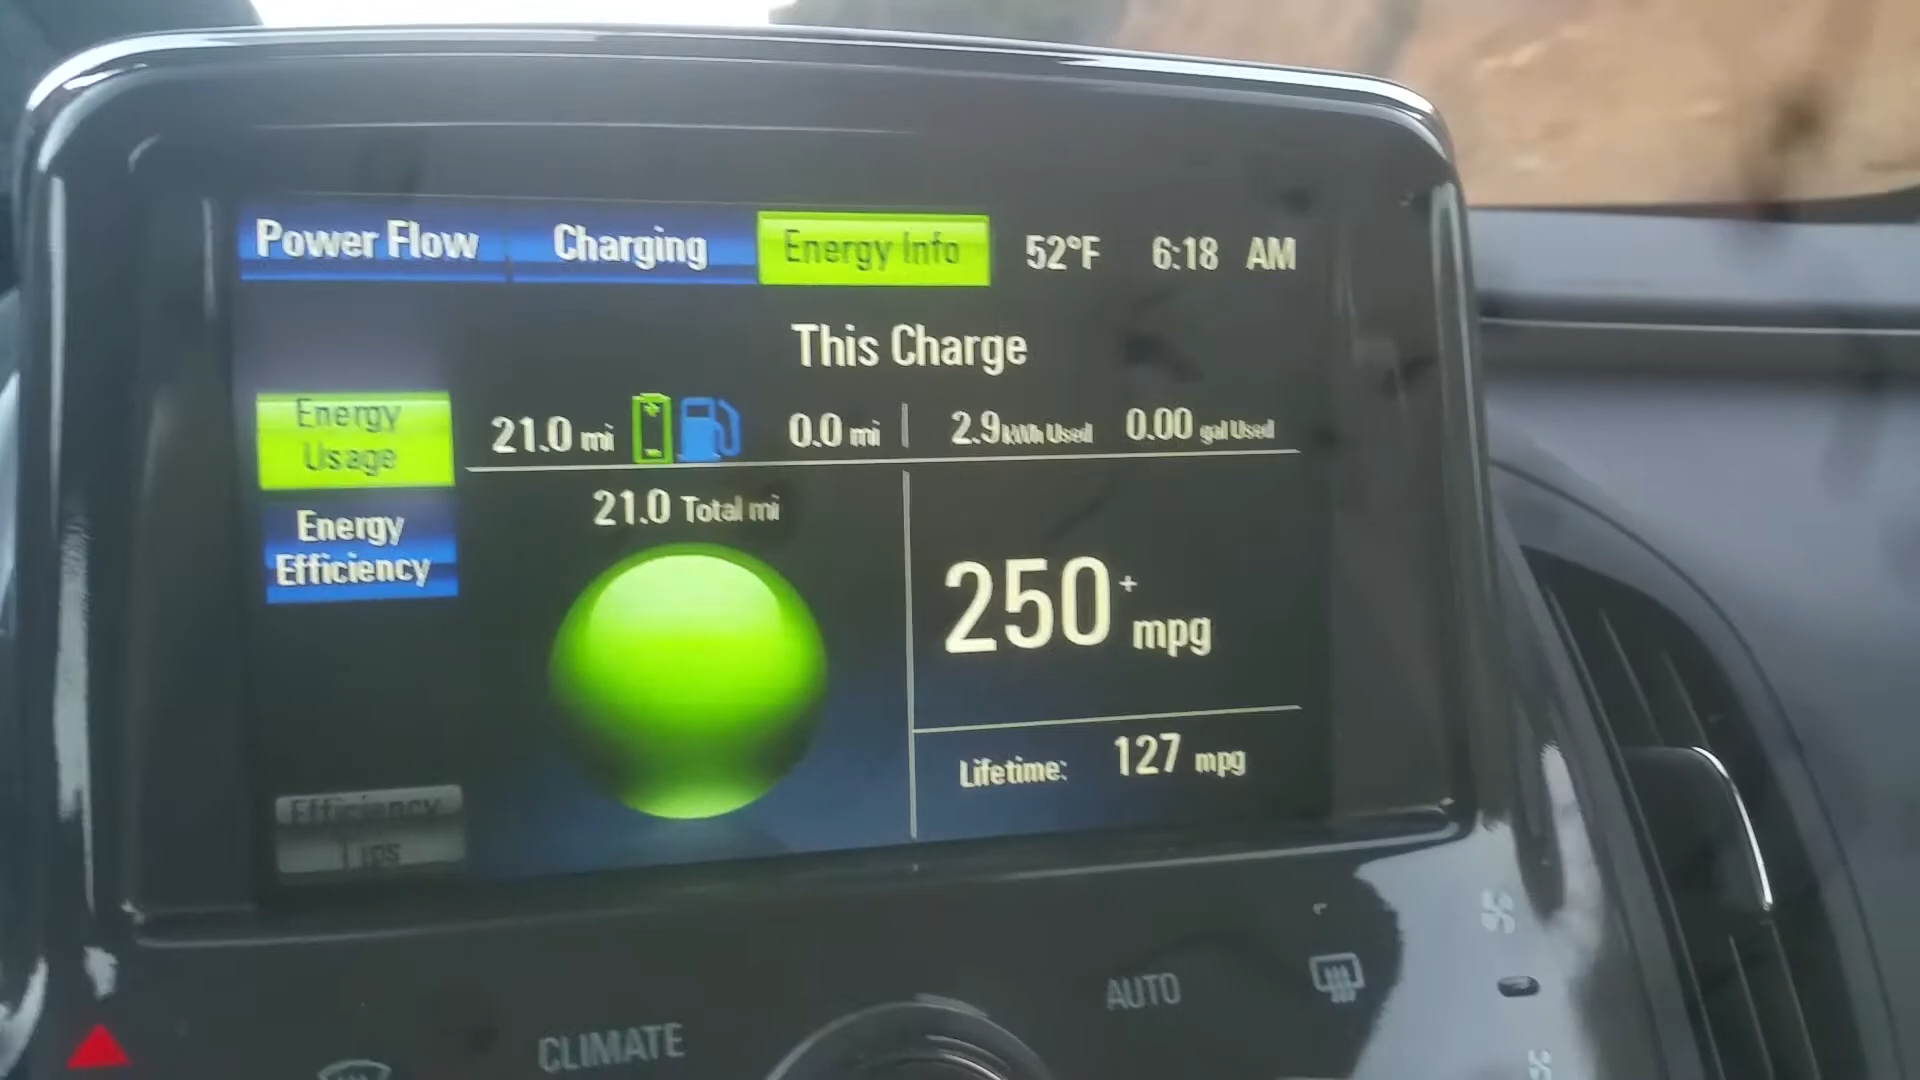 Power Flow Charging Energy Info 52°F 6:18 AM
This Charge
Energy
Usage
21.0 mi 0.0 mi 2.9 kWh Used 0.00 gal Used
21.0 Total mi
Energy
Efficiency
250+ mpg
Lifetime: 127 mpg
Efficiency
Tips
AUTO
CLIMATE